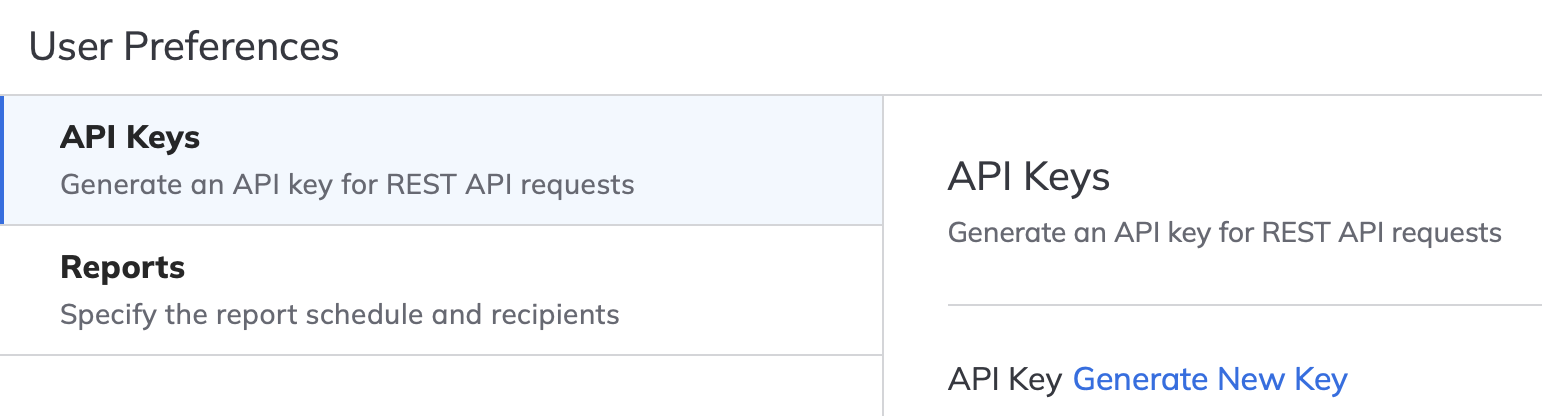 User Preferences
API Keys
Generate an API key for REST API requests
Reports
Specify the report schedule and recipients
API Keys
Generate an API key for REST API requests
API Key Generate New Key